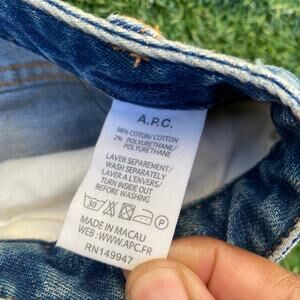 A.P.C.
98% COTON/ COTTON
2% POLYURETHANE/
POLYURETHANE
LAVER SEPAREMENT/
WASH SEPARATELY
LAVER A L'ENVERS/
TURN INSIDE OUT
BEFORE WASHING
30 P
MADE IN MACAU
WEB : WWW.APC.FR
RN149947